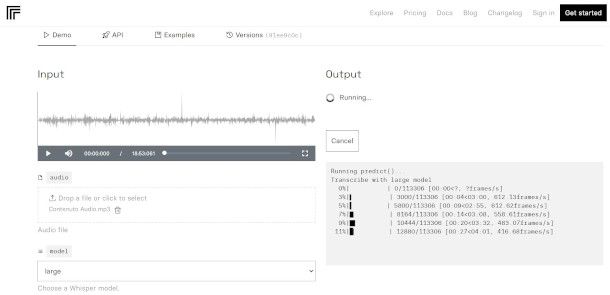 Explore Pricing Docs Blog Changelog Sign in Get started
Demo API Examples Versions
Input
Output
Running...
00:00:000 / 18:53:061
Cancel
audio
Drop a file or click to select
Contenuto Audio.mp3
Audio file
model
large
Choose a Whisper model.
Running predict()...
Transcribe with large model
0%| | 0/113306 [00:00<?, ?frames/s]
3%| | 3000/113306 [00:04<03:00, 612.13frames/s]
5%| | 5800/113306 [00:09<02:55, 612.62frames/s]
7%| | 8164/113306 [00:14<03:08, 558.61frames/s]
9%| | 10444/113306 [00:20<03:32, 483.07frames/s]
11%| | 12880/113306 [00:27<04:01, 416.68frames/s]